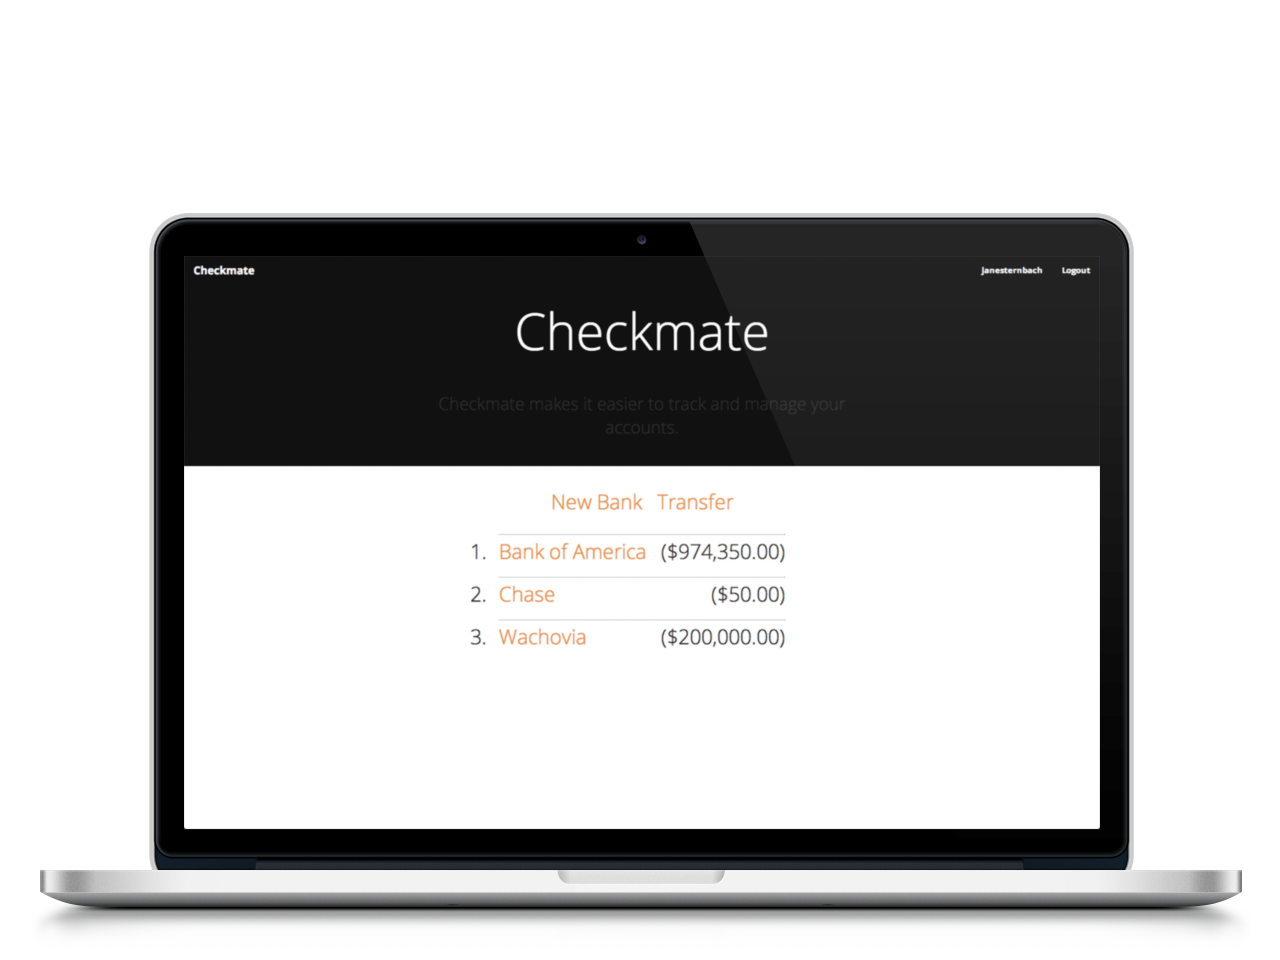 Checkmate
janesternbach Logout
Checkmate
Checkmate makes it easier to track and manage your
accounts.
New Bank Transfer
1. Bank of America ($974,350.00)
2. Chase ($50.00)
3. Wachovia ($200,000.00)